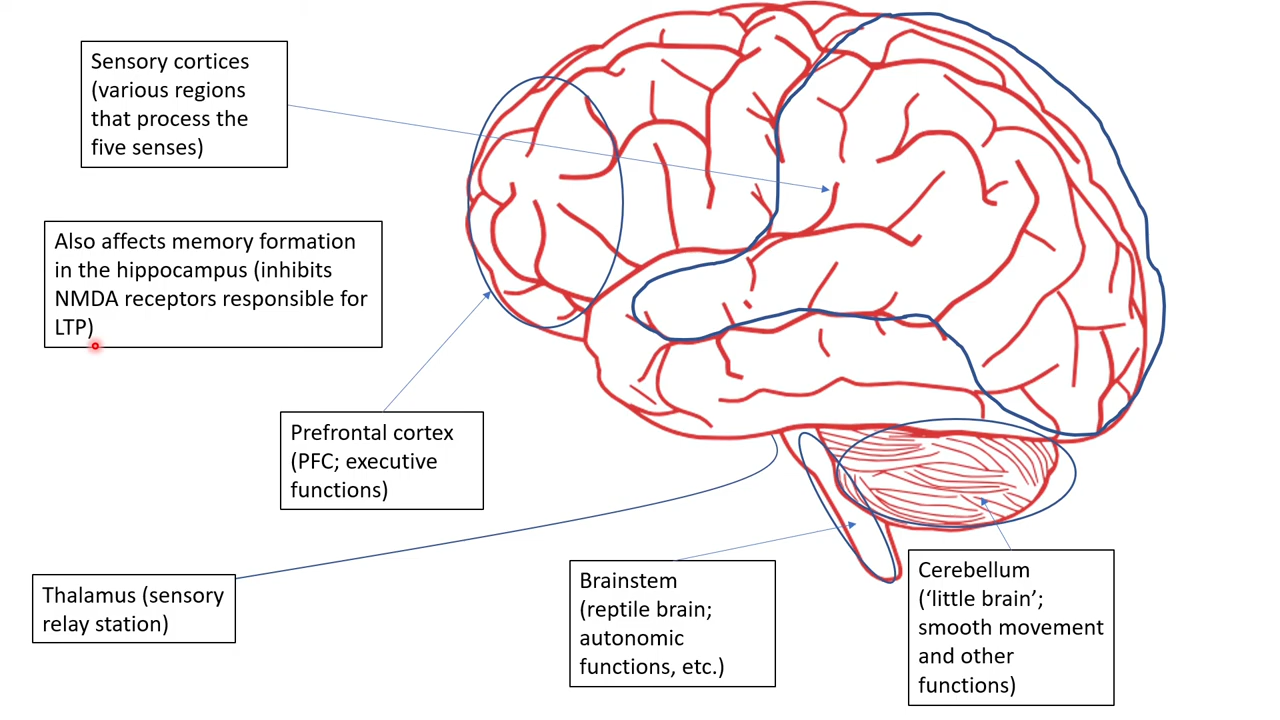 Sensory cortices
(various regions
that process the
five senses)
Also affects memory formation
in the hippocampus (inhibits
NMDA receptors responsible for
LTP)
Prefrontal cortex
(PFC; executive
functions)
Thalamus (sensory
relay station)
Brainstem
(reptile brain;
autonomic
functions, etc.)
Cerebellum
(‘little brain’;
smooth movement
and other
functions)